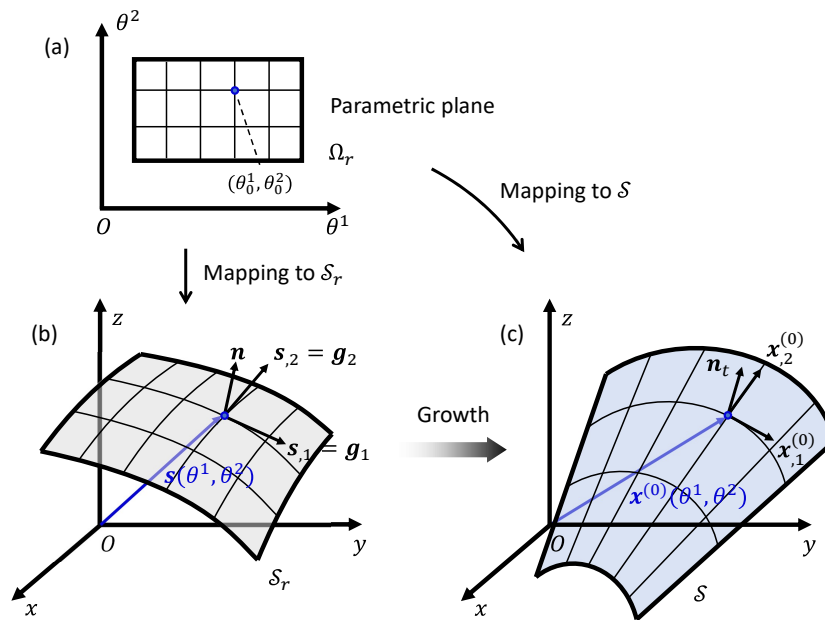 (a)
θ²
Parametric plane
Ωᵣ
(θ₀¹, θ₀²)
O
θ¹
Mapping to 𝒮
Mapping to 𝒮ᵣ
(b)
z
n
s,₂ = g₂
s,₁ = g₁
s(θ¹, θ²)
O
y
x
𝒮ᵣ
Growth
(c)
z
nₜ
x,₂⁽⁰⁾
x,₁⁽⁰⁾
x⁽⁰⁾(θ¹, θ²)
O
y
x
𝒮